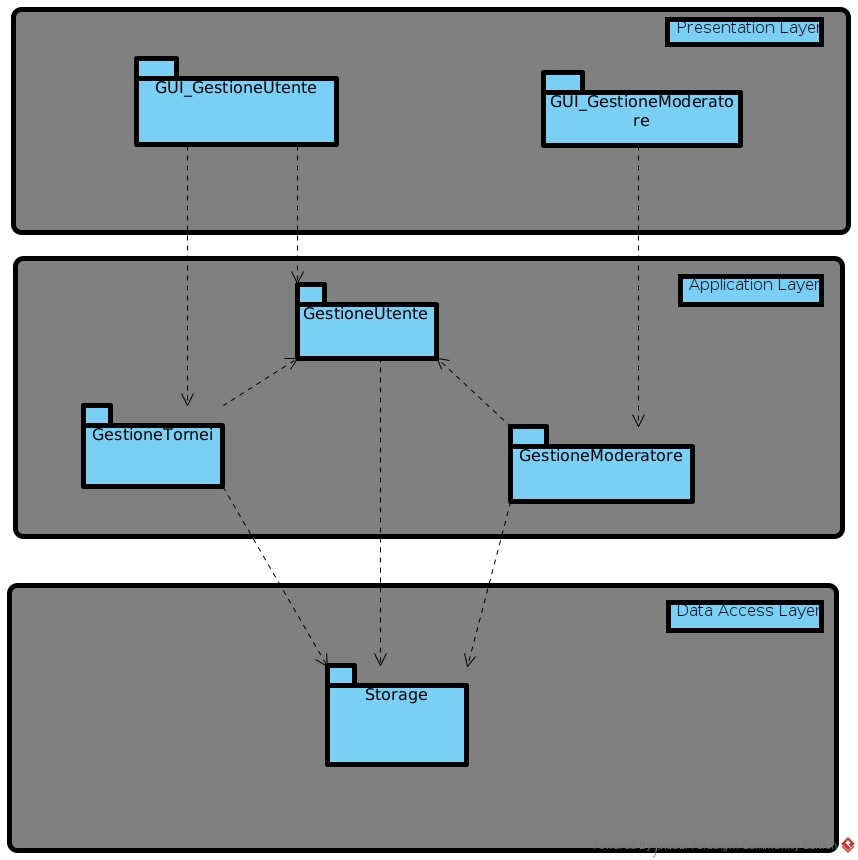 Presentation Layer
GUI_GestioneUtente
GUI_GestioneModerato
re
Application Layer
GestioneUtente
GestioneTornei
GestioneModeratore
Data Access Layer
Storage